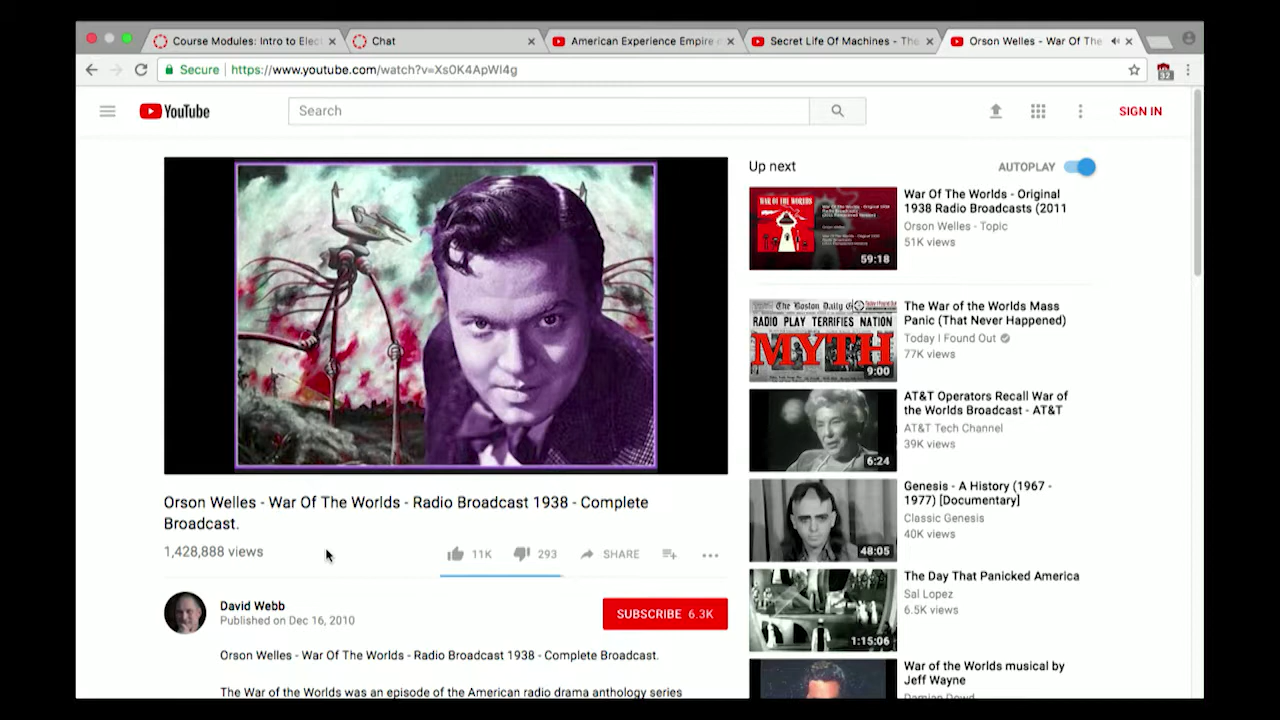 Course Modules: Intro to Elec
Chat
American Experience Empire
Secret Life Of Machines - The
Orson Welles - War Of The
Secure
https://www.youtube.com/watch?v=XsOK4ApWl4g
32
YouTube
Search
SIGN IN
Up next
AUTOPLAY
WAR OF THE WORLDS
59:18
War Of The Worlds - Original
1938 Radio Broadcasts (2011
Orson Welles - Topic
51K views
RADIO PLAY TERRIFIES NATION
MYTH
9:00
The War of the Worlds Mass
Panic (That Never Happened)
Today I Found Out
77K views
6:24
AT&T Operators Recall War of
the Worlds Broadcast - AT&T
AT&T Tech Channel
39K views
48:05
Genesis - A History (1967 -
1977) [Documentary]
Classic Genesis
40K views
1:15:06
The Day That Panicked America
Sal Lopez
6.5K views
War of the Worlds musical by
Jeff Wayne
Orson Welles - War Of The Worlds - Radio Broadcast 1938 - Complete
Broadcast.
1,428,888 views
11K
293
SHARE
David Webb
Published on Dec 16, 2010
SUBSCRIBE 6.3K
Orson Welles - War Of The Worlds - Radio Broadcast 1938 - Complete Broadcast.
The War of the Worlds was an episode of the American radio drama anthology series